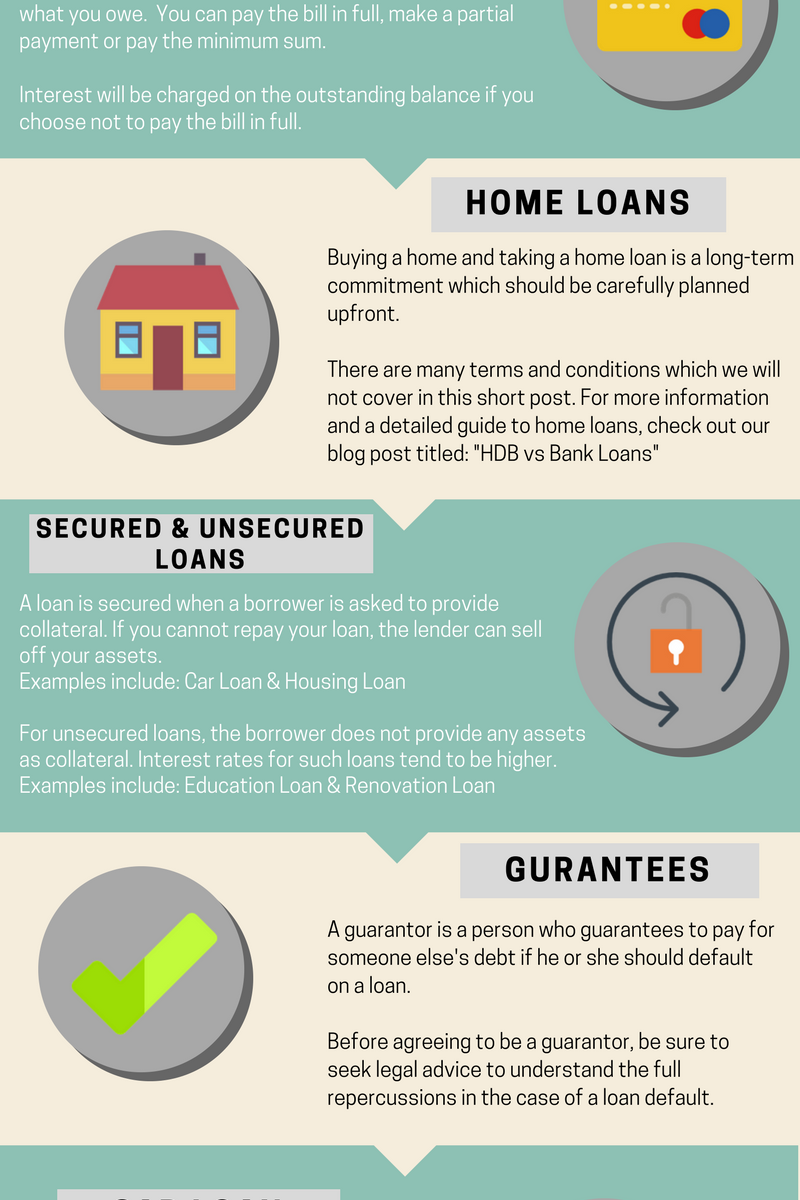 what you owe.  You can pay the bill in full, make a partial
payment or pay the minimum sum.
Interest will be charged on the outstanding balance if you
choose not to pay the bill in full.
HOME LOANS
Buying a home and taking a home loan is a long-term
commitment which should be carefully planned
upfront.
There are many terms and conditions which we will
not cover in this short post. For more information
and a detailed guide to home loans, check out our
blog post titled: "HDB vs Bank Loans"
SECURED & UNSECURED
LOANS
A loan is secured when a borrower is asked to provide
collateral. If you cannot repay your loan, the lender can sell
off your assets.
Examples include: Car Loan & Housing Loan
For unsecured loans, the borrower does not provide any assets
as collateral. Interest rates for such loans tend to be higher.
Examples include: Education Loan & Renovation Loan
GURANTEES
A guarantor is a person who guarantees to pay for
someone else's debt if he or she should default
on a loan.
Before agreeing to be a guarantor, be sure to
seek legal advice to understand the full
repercussions in the case of a loan default.